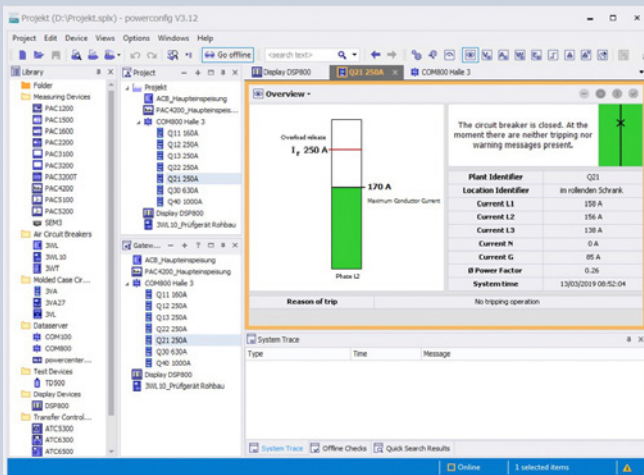 Projekt (D:\Projekt.splx) - powerconfig V3.12
Project Edit Device Views Options Windows Help
Go offline
<search text>
Library
Folder
Measuring Devices
PAC1200
PAC1500
PAC1600
PAC2200
PAC3100
PAC3200
PAC3200T
PAC4200
PAC5100
PAC5200
SEM3
Air Circuit Breakers
3WL
3WL10
3WT
Molded Case Cir...
3VA
3VA27
3VL
Dataserver
COM100
COM800
powercenter....
Test Devices
TD500
Display Devices
DSP800
Transfer Control...
ATC5300
ATC6300
ATC6500
Project
Projekt
ACB_Haupteinspeisung
PAC4200_Haupteinspeis...
COM800 Halle 3
Q11 160A
Q12 250A
Q13 250A
Q22 250A
Q21 250A
Q30 630A
Q40 1000A
Display DSP800
3WL10_Prüfgerät Rohbau
Gatew...
ACB_Haupteinspeisung
PAC4200_Haupteinspeisung
COM800 Halle 3
Q11 160A
Q12 250A
Q13 250A
Q22 250A
Q21 250A
Q30 630A
Q40 1000A
Display DSP800
3WL10_Prüfgerät Rohbau
Display DSP800
Q21 250A
COM800 Halle 3
Overview
Overload release
Ir 250 A
170 A
Maximum Conductor Current
Phase L2
The circuit breaker is closed. At the
moment there are neither tripping nor
warning messages present.
Plant Identifier Q21
Location Identifier im rollenden Schrank
Current L1 158 A
Current L2 156 A
Current L3 138 A
Current N 0 A
Current G 85 A
Ø Power Factor 0.26
System time 13/03/2019 08:52:04
Reason of trip No tripping operation
System Trace
Type Time Message
System Trace Offline Checks Quick Search Results
Online 1 selected items